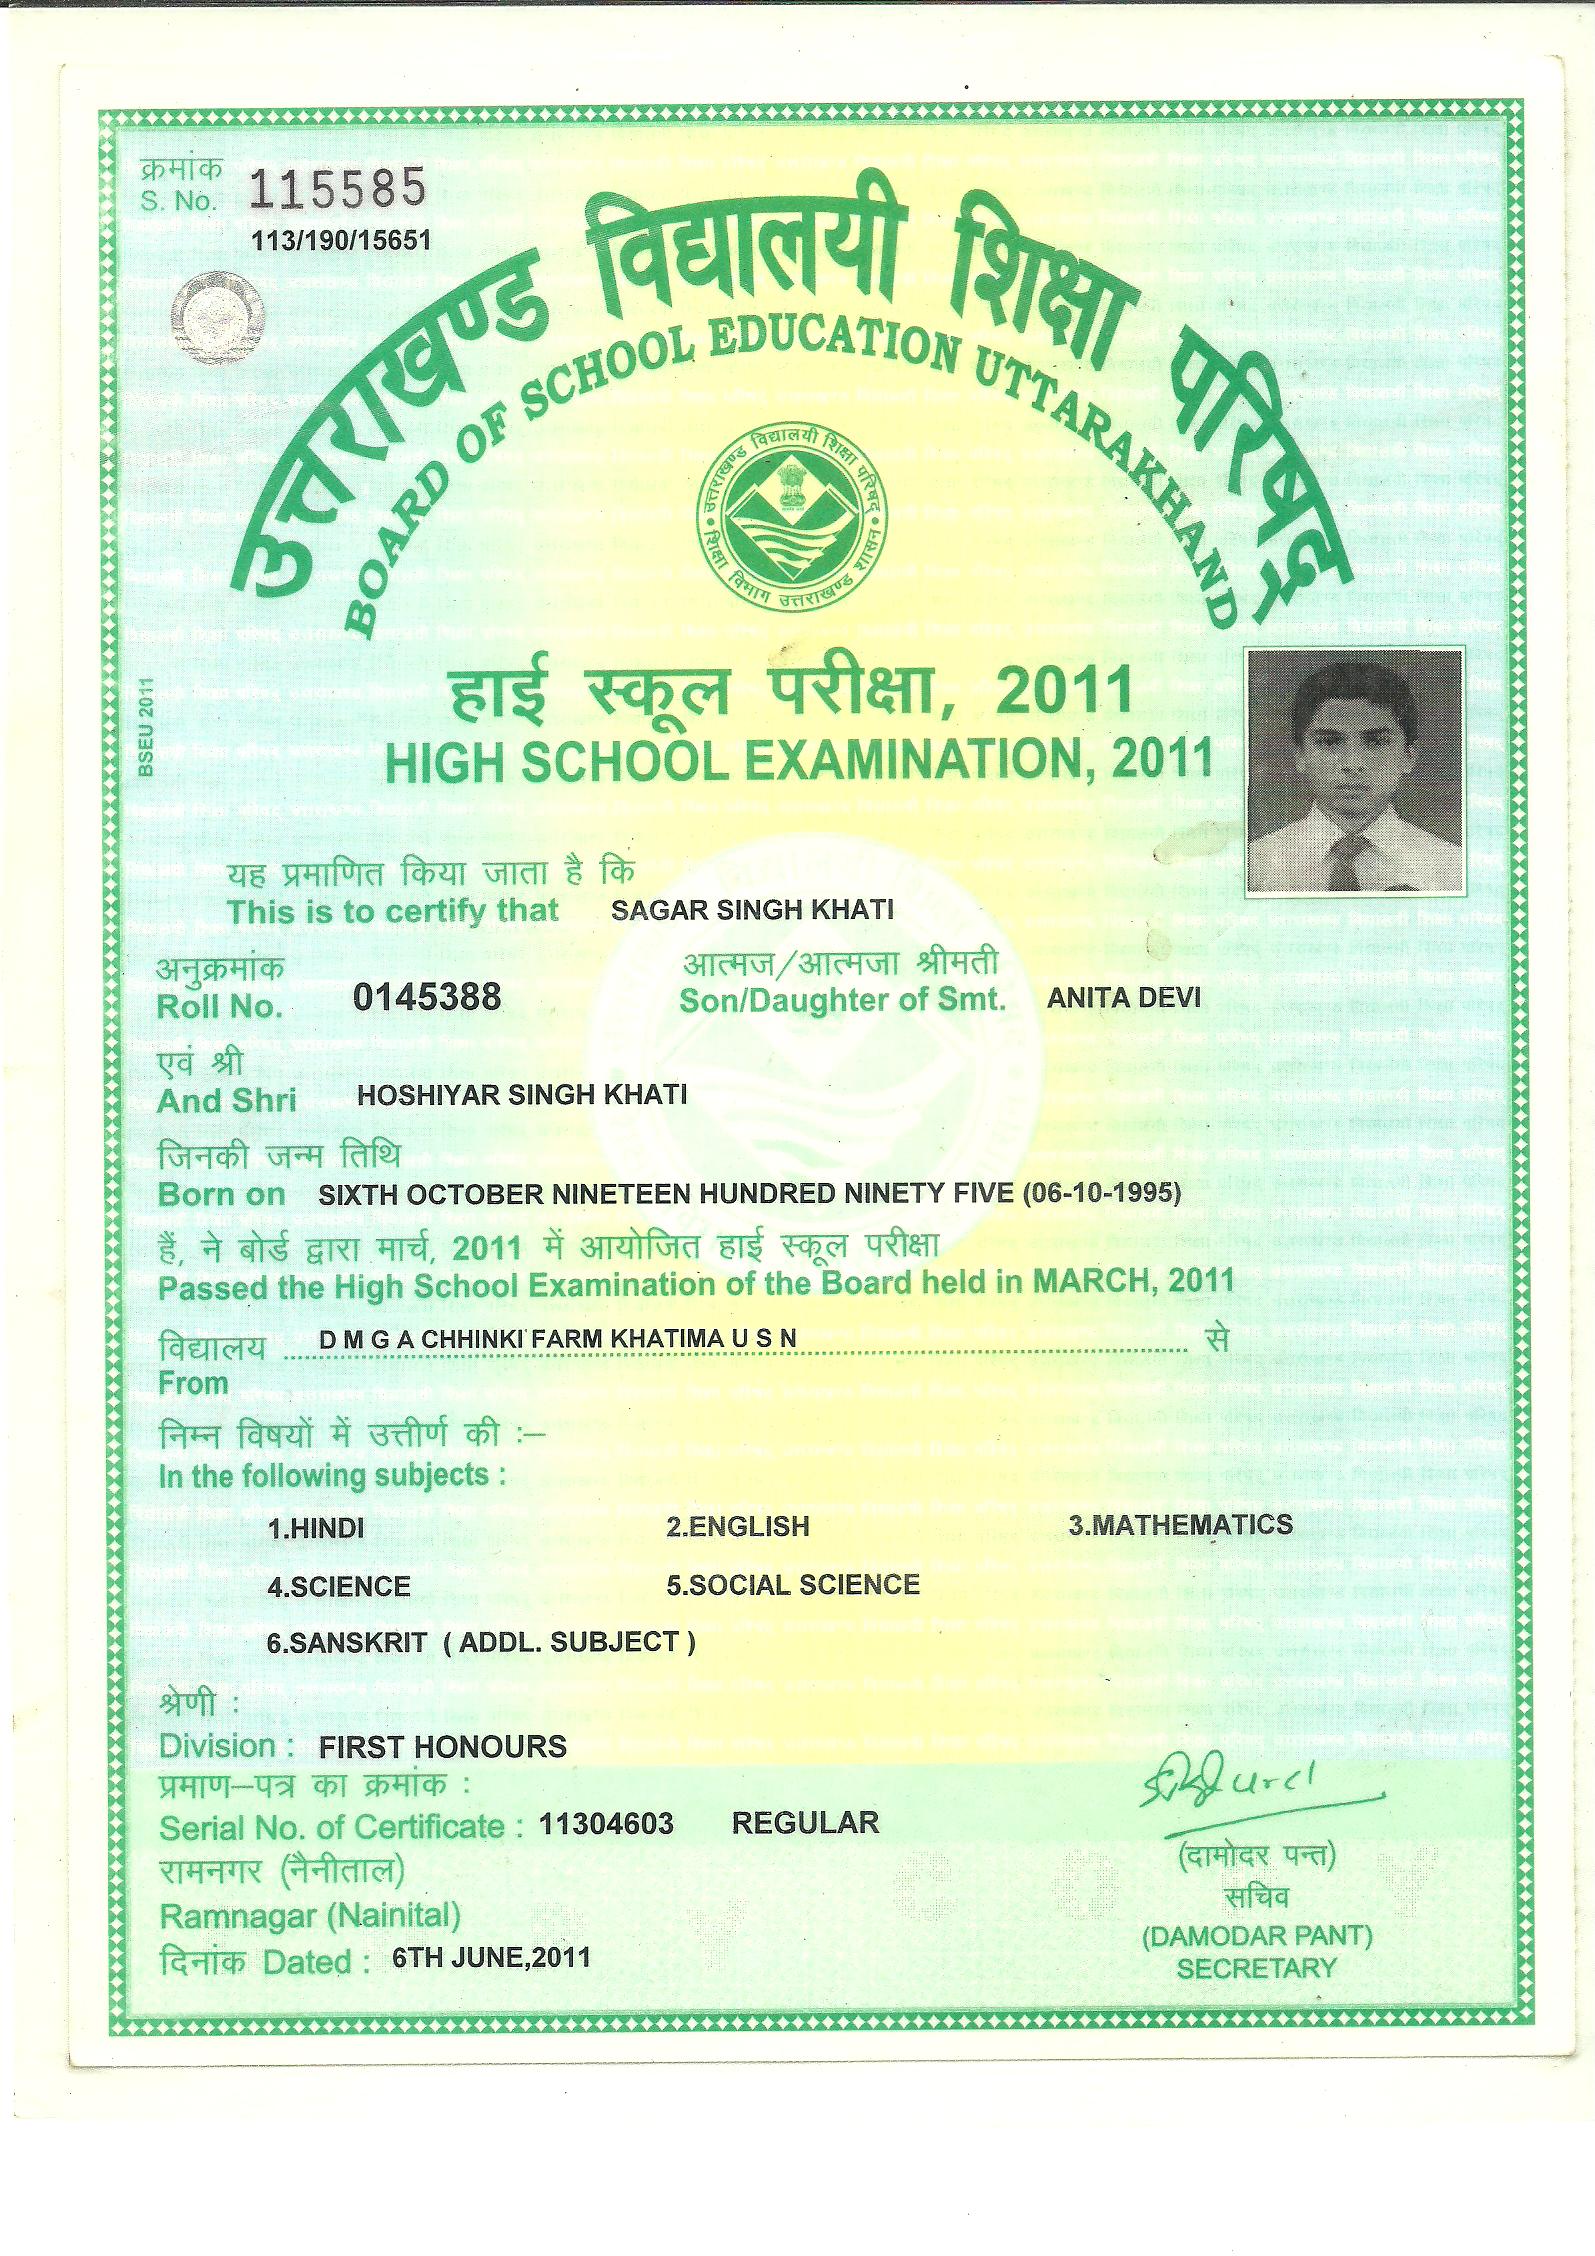 क्रमांक
S. No. 115585
113/190/15651
उत्तराखण्ड विद्यालयी शिक्षा परिषद्
BOARD OF SCHOOL EDUCATION UTTARAKHAND
• उत्तराखण्ड विद्यालयी शिक्षा परिषद् •
शिक्षा विभाग उत्तराखण्ड शासन
BSEU 2011
हाई स्कूल परीक्षा, 2011
HIGH SCHOOL EXAMINATION, 2011
यह प्रमाणित किया जाता है कि
This is to certify that SAGAR SINGH KHATI
अनुक्रमांक आत्मज/आत्मजा श्रीमती
Roll No. 0145388 Son/Daughter of Smt. ANITA DEVI
एवं श्री
And Shri HOSHIYAR SINGH KHATI
जिनकी जन्म तिथि
Born on SIXTH OCTOBER NINETEEN HUNDRED NINETY FIVE (06-10-1995)
हैं, ने बोर्ड द्वारा मार्च, 2011 में आयोजित हाई स्कूल परीक्षा
Passed the High School Examination of the Board held in MARCH, 2011
विद्यालय D M G A CHHINKI FARM KHATIMA U S N से
From
निम्न विषयों में उत्तीर्ण की :–
In the following subjects :
1.HINDI 2.ENGLISH 3.MATHEMATICS
4.SCIENCE 5.SOCIAL SCIENCE
6.SANSKRIT ( ADDL. SUBJECT )
श्रेणी :
Division : FIRST HONOURS
प्रमाण–पत्र का क्रमांक :
Serial No. of Certificate : 11304603 REGULAR
रामनगर (नैनीताल)
Ramnagar (Nainital)
दिनांक Dated : 6TH JUNE,2011
(दामोदर पन्त)
सचिव
(DAMODAR PANT)
SECRETARY